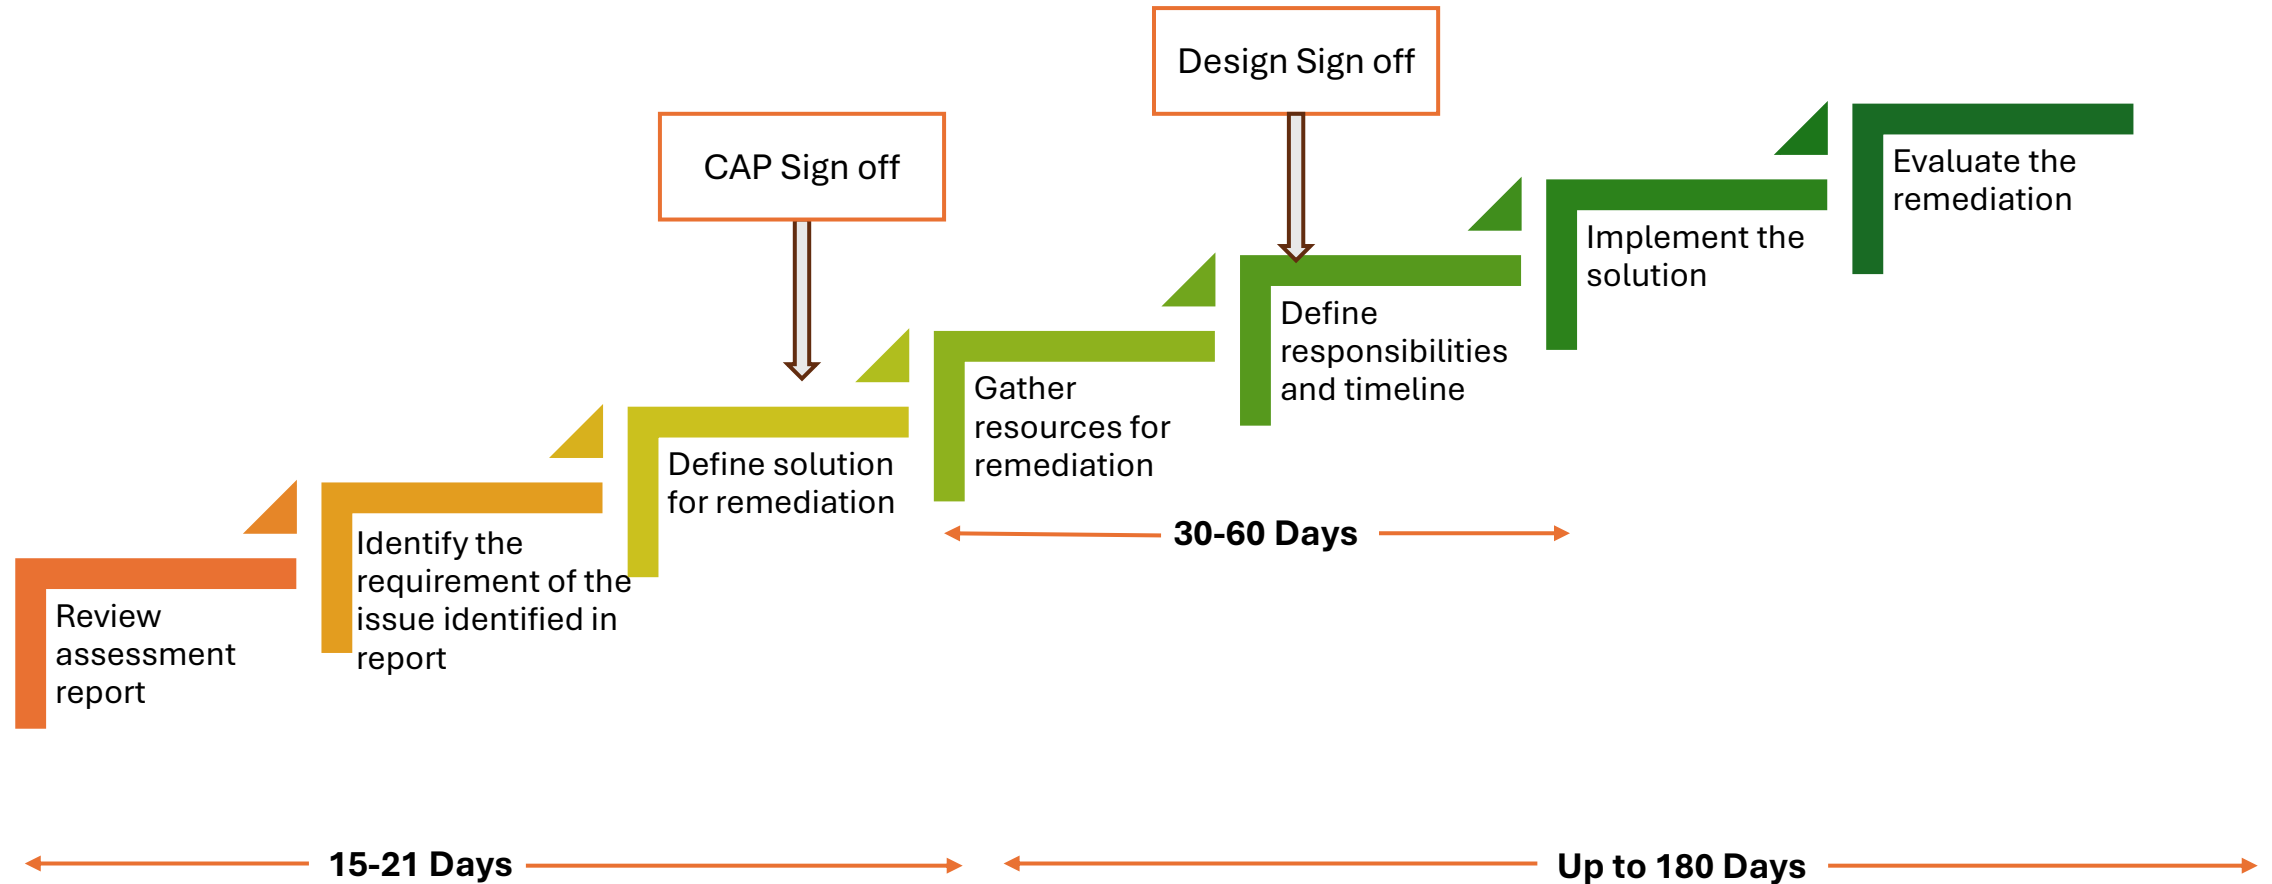 Design Sign off
CAP Sign off
Review
assessment
report
Identify the
requirement of the
issue identified in
report
Define solution
for remediation
Gather
resources for
remediation
Define
responsibilities
and timeline
Implement the
solution
Evaluate the
remediation
30-60 Days
15-21 Days
Up to 180 Days